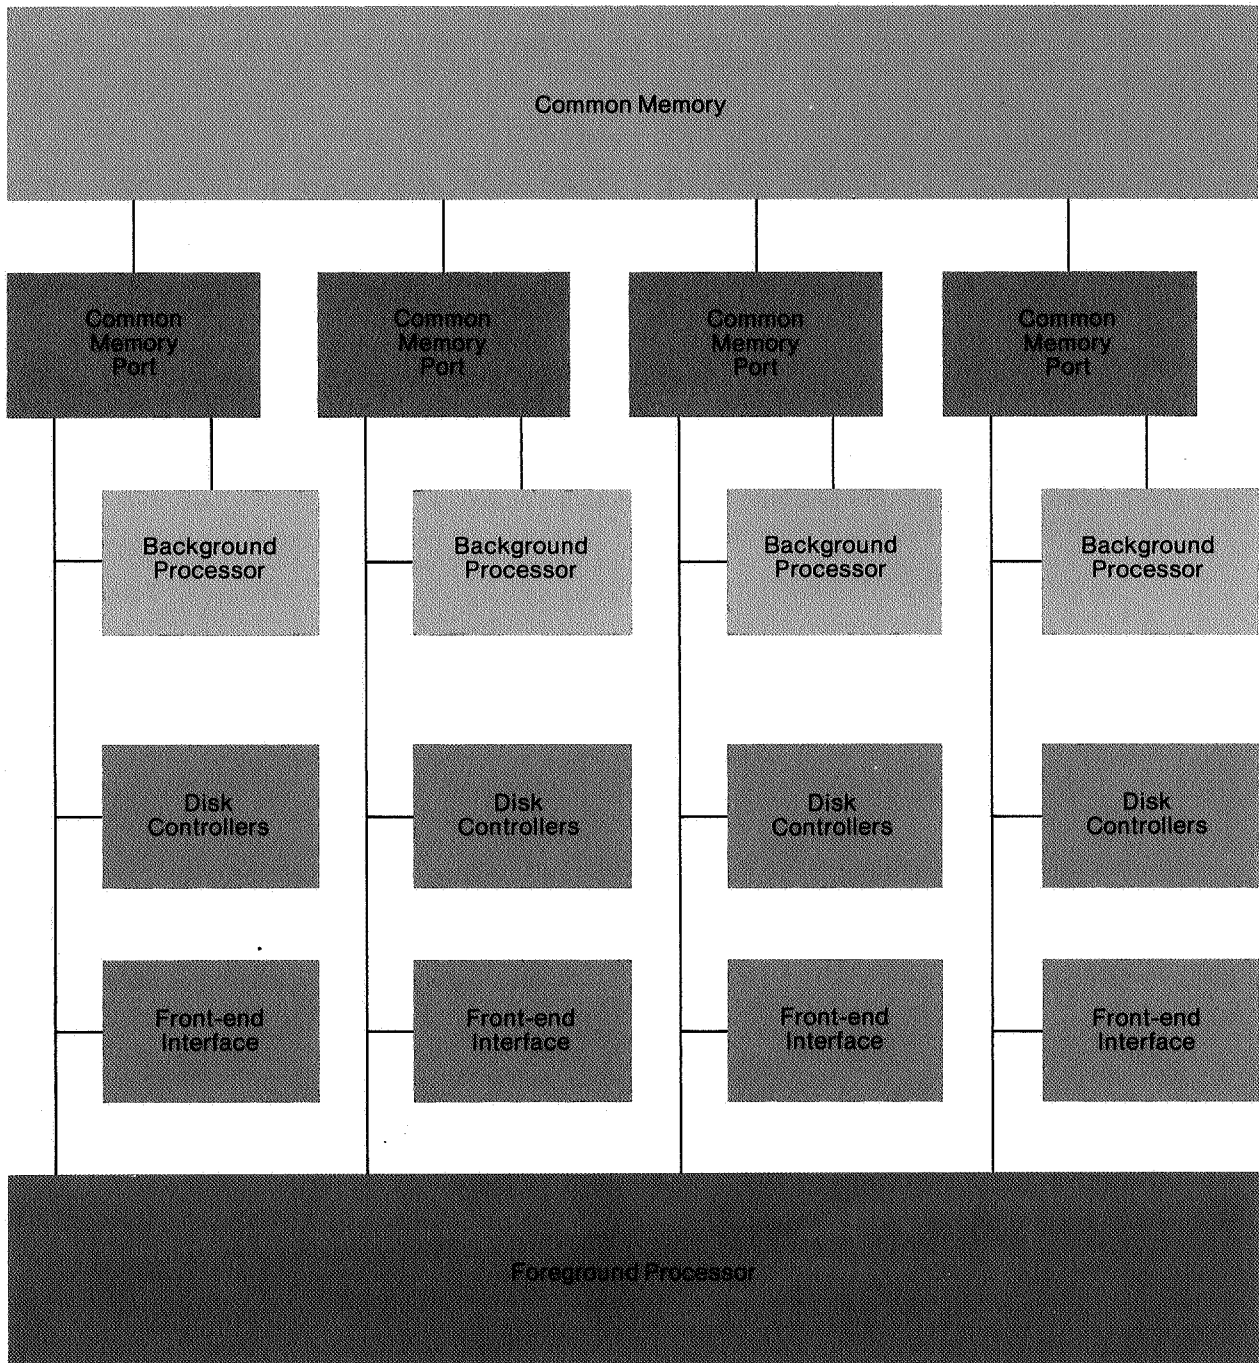 Common Memory
Common
Memory
Port
Common
Memory
Port
Common
Memory
Port
Common
Memory
Port
Background
Processor
Background
Processor
Background
Processor
Background
Processor
Disk
Controllers
Disk
Controllers
Disk
Controllers
Disk
Controllers
Front-end
Interface
Front-end
Interface
Front-end
Interface
Front-end
Interface
Foreground Processor